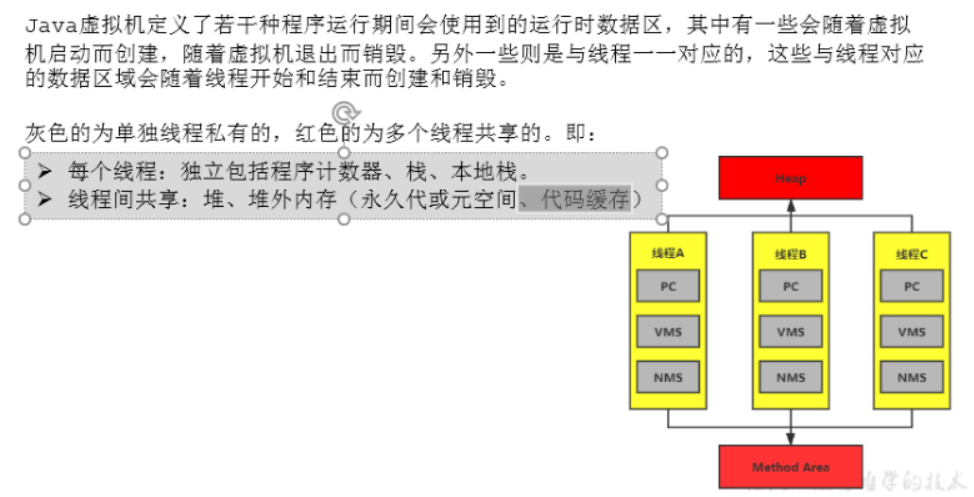 Java虚拟机定义了若干种程序运行期间会使用到的运行时数据区，其中有一些会随着虚拟
机启动而创建，随着虚拟机退出而销毁。另外一些则是与线程一一对应的，这些与线程对应
的数据区域会随着线程开始和结束而创建和销毁。
灰色的为单独线程私有的，红色的为多个线程共享的。即：
➤ 每个线程：独立包括程序计数器、栈、本地栈。
➤ 线程间共享：堆、堆外内存（永久代或元空间、代码缓存）
Heap
线程A
线程B
线程C
PC
PC
PC
VMS
VMS
VMS
NMS
NMS
NMS
Method Area
学的技术